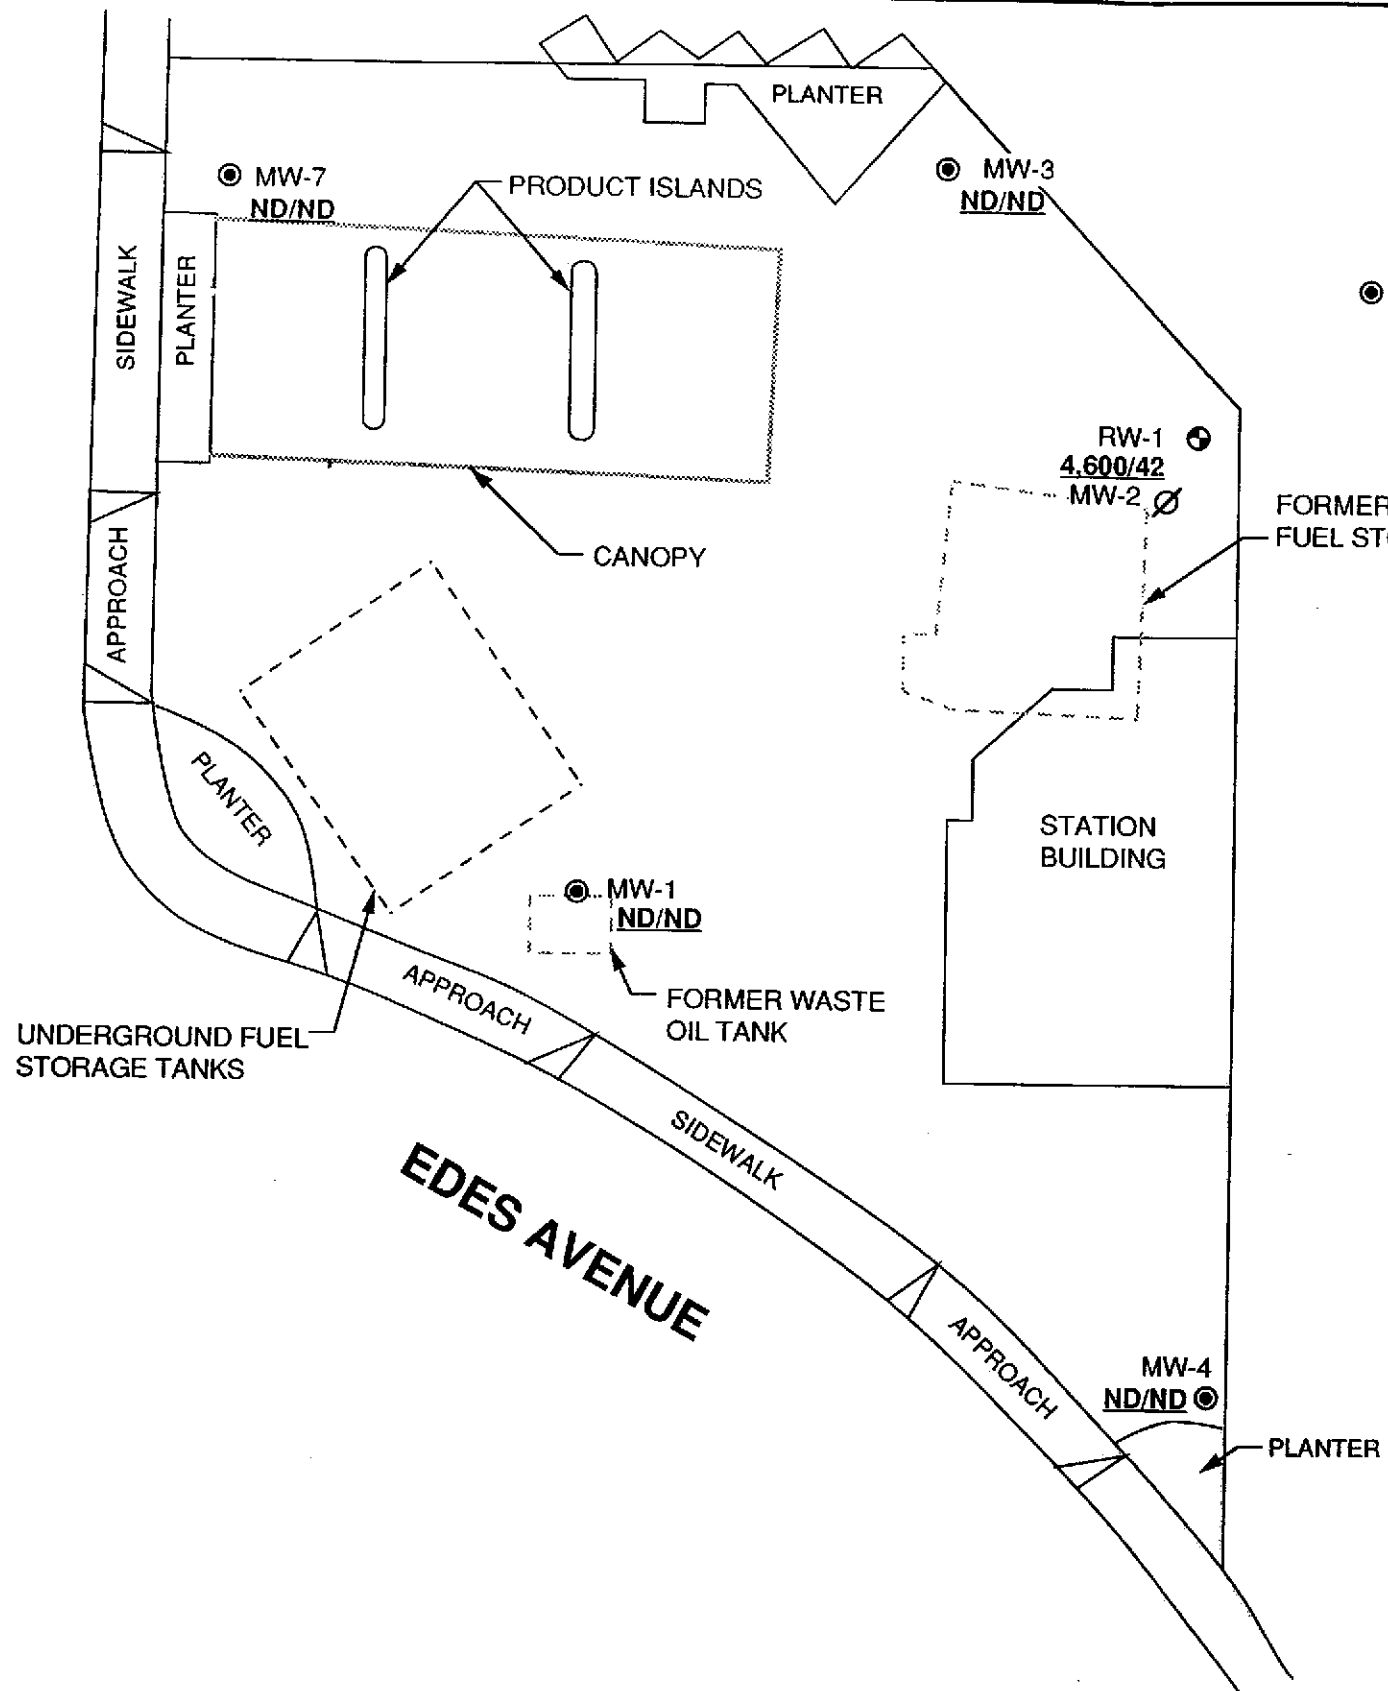 PLANTER
MW-7
ND/ND
PRODUCT ISLANDS
MW-3
ND/ND
SIDEWALK
PLANTER
RW-1
4,600/42
MW-2
FORMER
FUEL
APPROACH
CANOPY
PLANTER
STATION
BUILDING
MW-1
ND/ND
APPROACH
FORMER WASTE
OIL TANK
UNDERGROUND FUEL
STORAGE TANKS
SIDEWALK
EDES AVENUE
APPROACH
MW-4
ND/ND
PLANTER